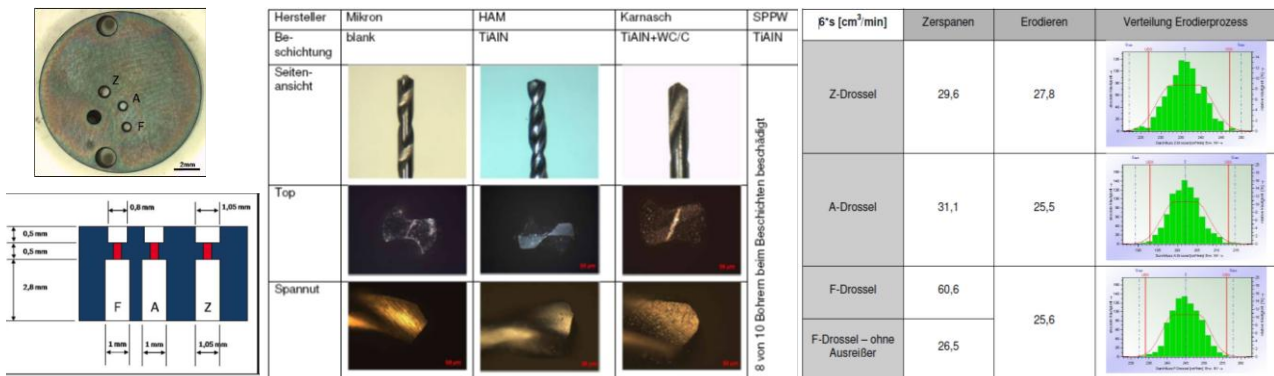 Z
A
F
2mm
0,8 mm
1,05 mm
0,5 mm
0,5 mm
2,8 mm
F
A
Z
1 mm
1 mm
1,05 mm
Hersteller Mikron HAM Karnasch SPPW
Be-
schichtung blank TiAlN TiAlN+WC/C TiAlN
Seiten-
ansicht
Top
Spannut
8 von 10 Bohrern beim Beschichten beschädigt
6*s [cm³/min] Zerspanen Erodieren Verteilung Erodierprozess
Z-Drossel 29,6 27,8
A-Drossel 31,1 25,5
F-Drossel 60,6 25,6
F-Drossel – ohne
Ausreißer 26,5